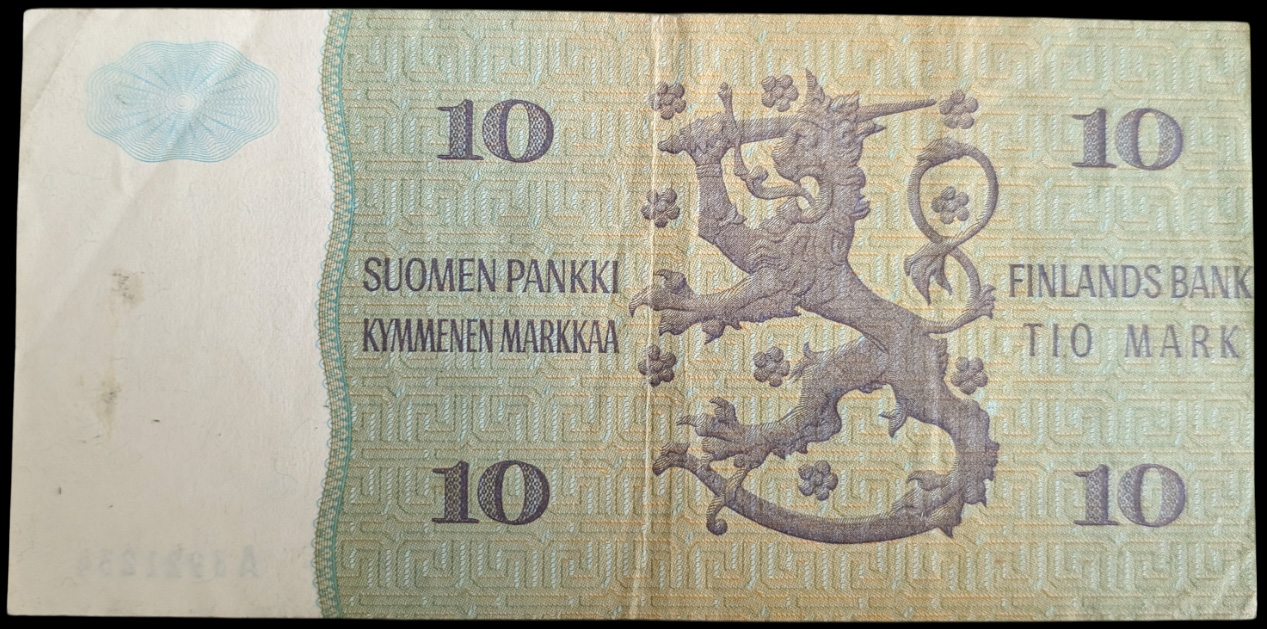 10
10
SUOMEN PANKKI
KYMMENEN MARKKAA
FINLANDS BANK
TIO MARK
10
10